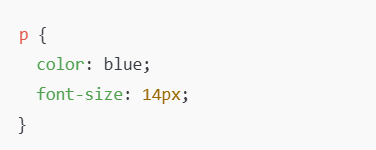 p {
  color: blue;
  font-size: 14px;
}